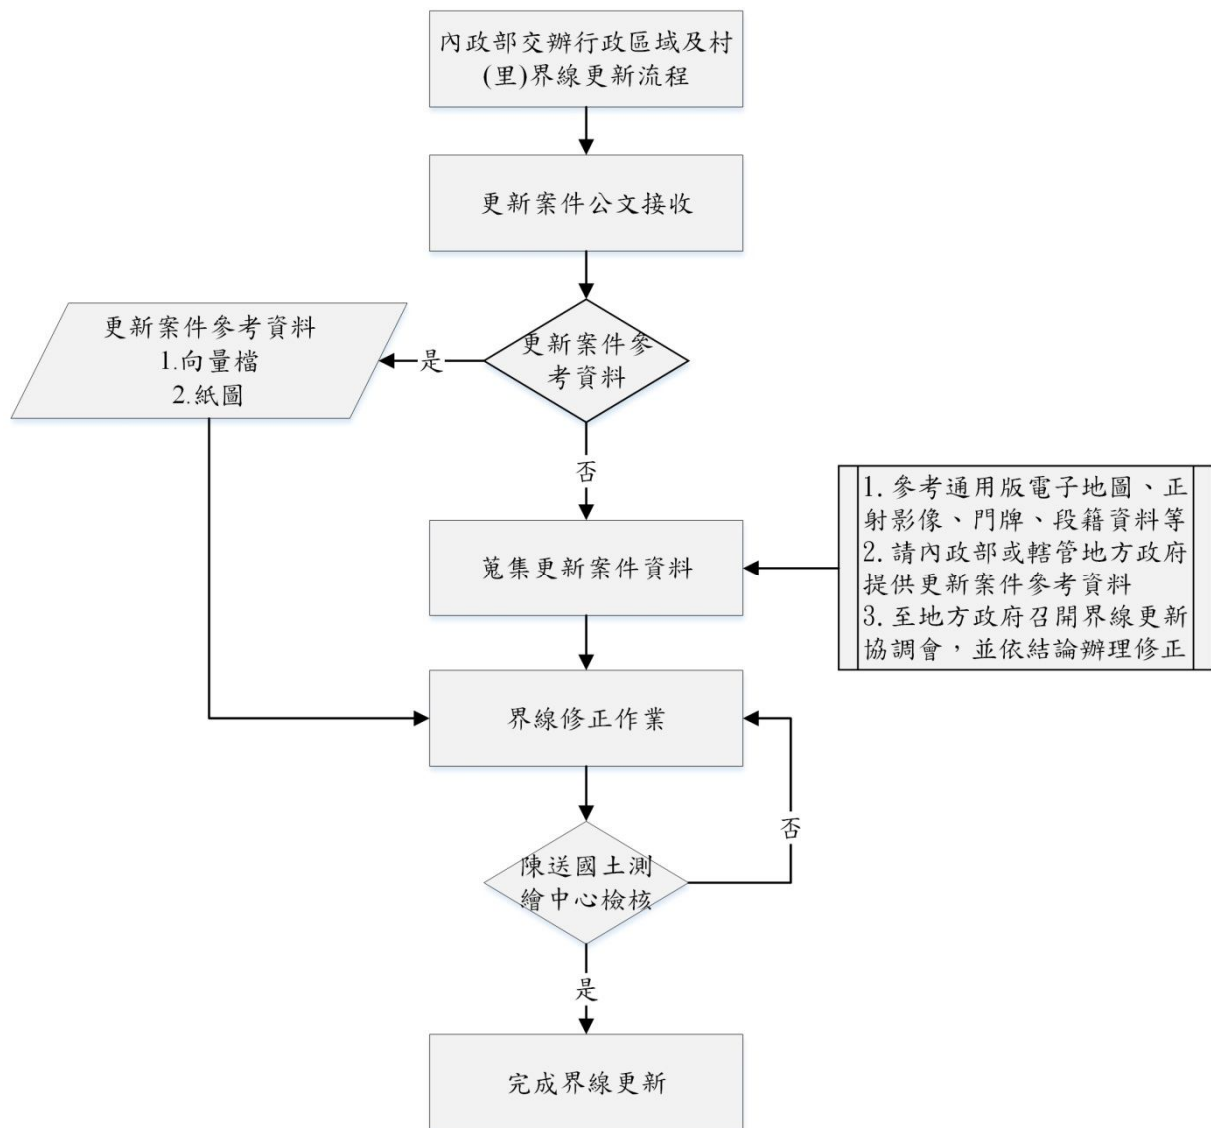 內政部交辦行政區域及村
(里)界線更新流程
更新案件公文接收
更新案件參
考資料
是
更新案件參考資料
1.向量檔
2.紙圖
否
蒐集更新案件資料
1. 參考通用版電子地圖、正
射影像、門牌、段籍資料等
2. 請內政部或轄管地方政府
提供更新案件參考資料
3. 至地方政府召開界線更新
協調會，並依結論辦理修正
界線修正作業
陳送國土測
繪中心檢核
否
是
完成界線更新